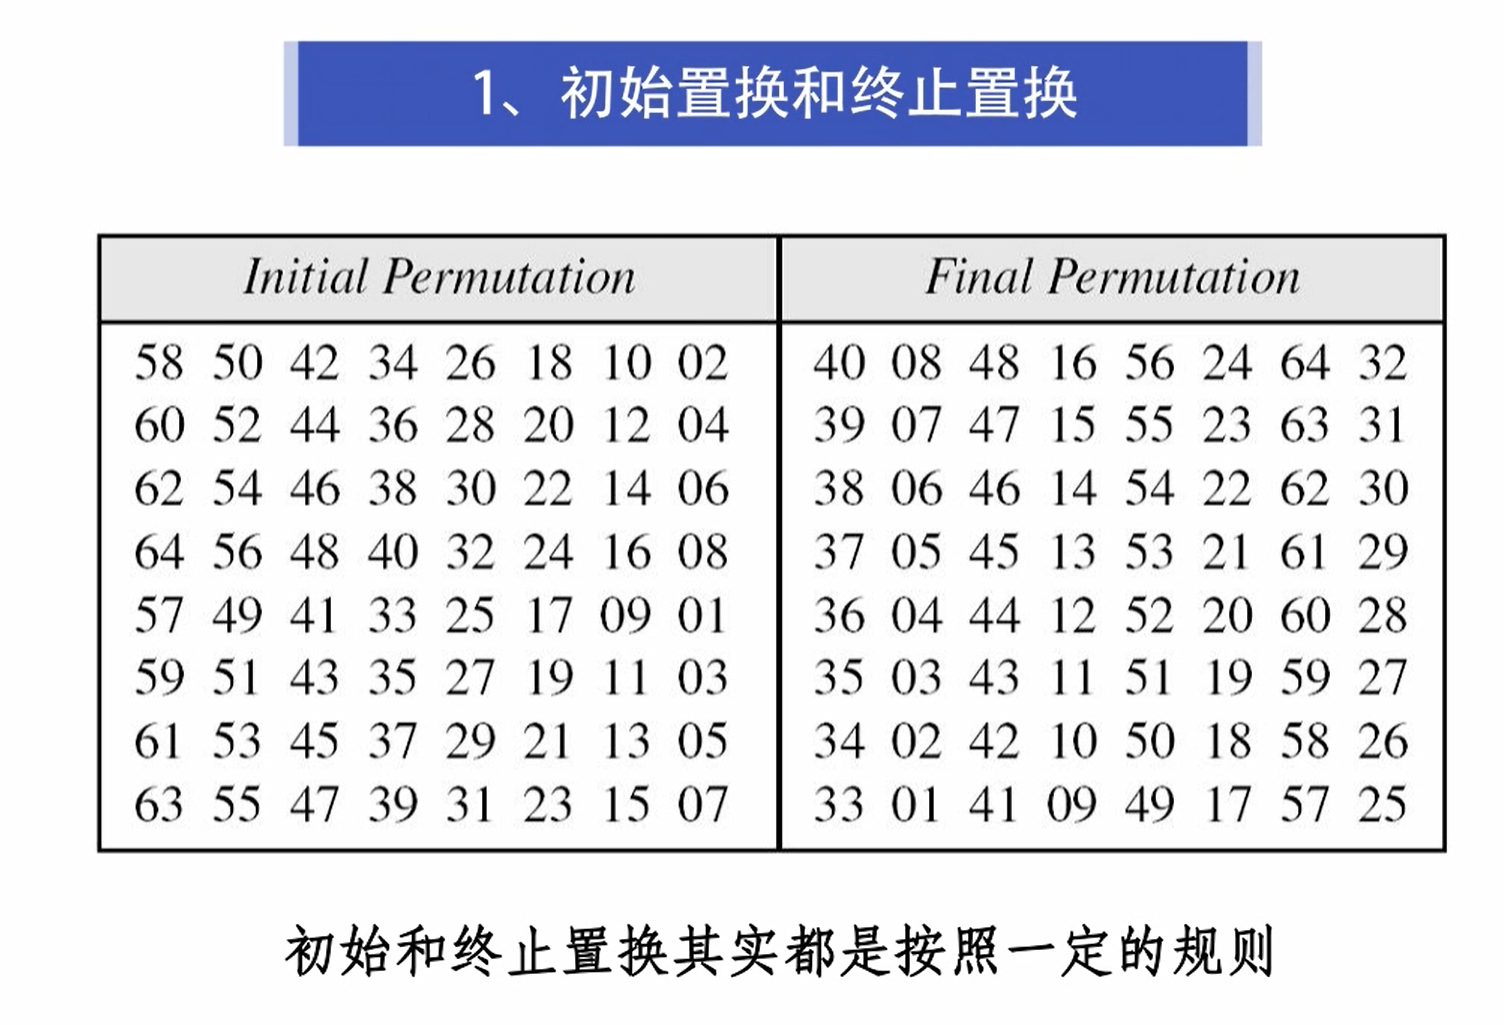 1、初始置换和终止置换
Initial Permutation Final Permutation
58 50 42 34 26 18 10 02 40 08 48 16 56 24 64 32
60 52 44 36 28 20 12 04 39 07 47 15 55 23 63 31
62 54 46 38 30 22 14 06 38 06 46 14 54 22 62 30
64 56 48 40 32 24 16 08 37 05 45 13 53 21 61 29
57 49 41 33 25 17 09 01 36 04 44 12 52 20 60 28
59 51 43 35 27 19 11 03 35 03 43 11 51 19 59 27
61 53 45 37 29 21 13 05 34 02 42 10 50 18 58 26
63 55 47 39 31 23 15 07 33 01 41 09 49 17 57 25
初始和终止置换其实都是按照一定的规则